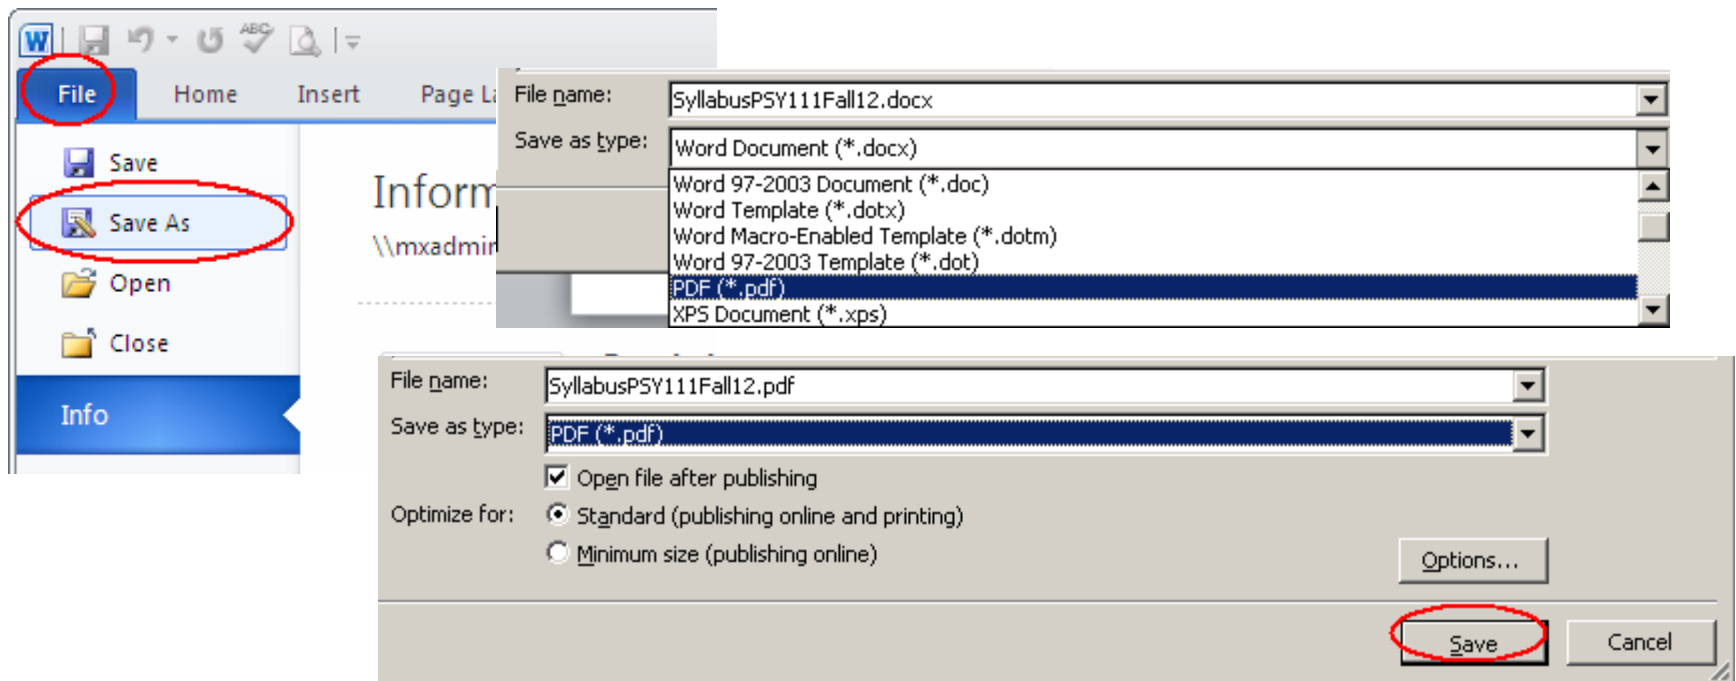 W
ABC
File Home Insert Page La
Save
Save As
Open
Close
Info
Inform
\\mxadmin
File name: SyllabusPSY111Fall12.docx
Save as type: Word Document (*.docx)
Word 97-2003 Document (*.doc)
Word Template (*.dotx)
Word Macro-Enabled Template (*.dotm)
Word 97-2003 Template (*.dot)
PDF (*.pdf)
XPS Document (*.xps)
File name: SyllabusPSY111Fall12.pdf
Save as type: PDF (*.pdf)
Open file after publishing
Optimize for: Standard (publishing online and printing)
Minimum size (publishing online)
Options...
Save Cancel